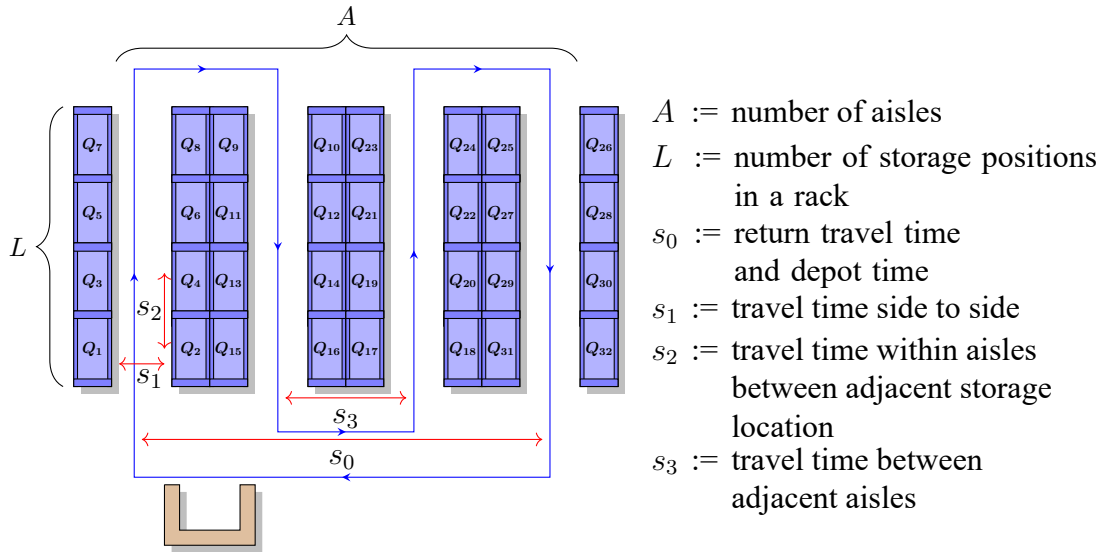 A
Q7 Q8 Q9 Q10 Q23 Q24 Q25 Q26
Q5 Q6 Q11 Q12 Q21 Q22 Q27 Q28
L
Q3 Q4 Q13 Q14 Q19 Q20 Q29 Q30
s2
Q1 Q2 Q15 Q16 Q17 Q18 Q31 Q32
s1
s3
s0
A := number of aisles
L := number of storage positions
in a rack
s0 := return travel time
and depot time
s1 := travel time side to side
s2 := travel time within aisles
between adjacent storage
location
s3 := travel time between
adjacent aisles